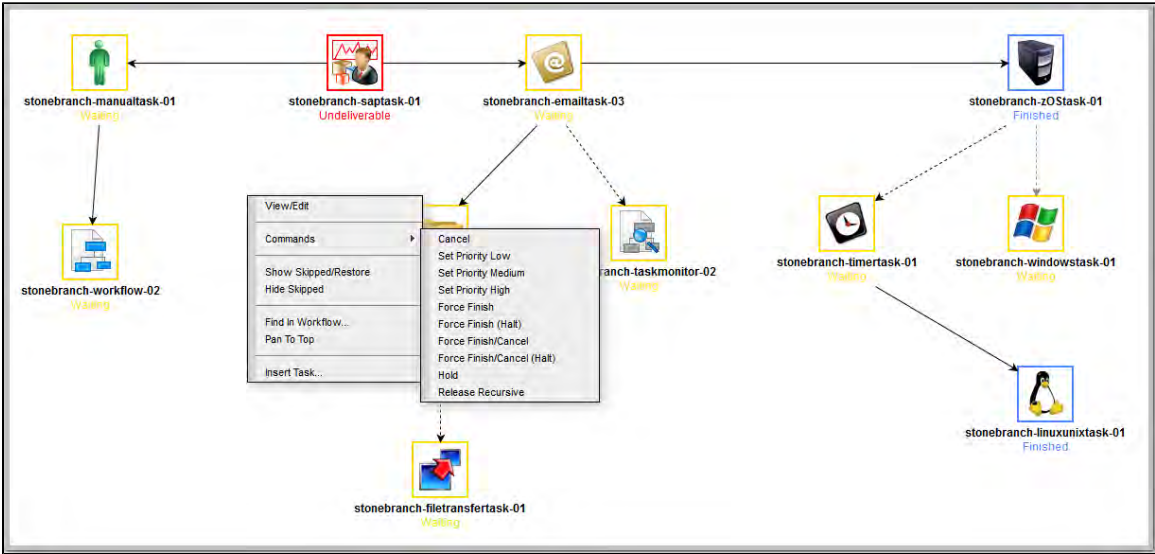 stonebranch-manualtask-01
Waiting
stonebranch-saptask-01
Undeliverable
stonebranch-emailtask-03
Waiting
stonebranch-zOStask-01
Finished
View/Edit
Commands
Show Skipped/Restore
Hide Skipped
Find In Workflow...
Pan To Top
Insert Task...
Cancel
Set Priority Low
Set Priority Medium
Set Priority High
Force Finish
Force Finish (Halt)
Force Finish/Cancel
Force Finish/Cancel (Halt)
Hold
Release Recursive
stonebranch-workflow-02
Waiting
ranch-taskmonitor-02
Waiting
stonebranch-timertask-01
Waiting
stonebranch-windowstask-01
Waiting
stonebranch-linuxunixtask-01
Finished
stonebranch-filetransfertask-01
Waiting